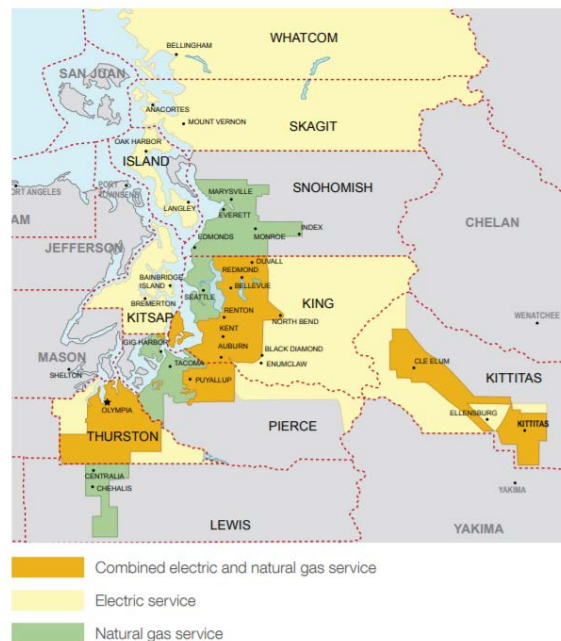 WHATCOM
BELLINGHAM
SAN JUAN
ANACORTES
MOUNT VERNON
SKAGIT
OAK HARBOR
ISLAND
PORT
TOWNSEND
ORT ANGELES
AM
SNOHOMISH
MARYSVILLE
LANGLEY
EVERETT
CHELAN
INDEX
MONROE
EDMONDS
JEFFERSON
DUVALL
REDMOND
BAINBRIDGE
ISLAND
BELLEVUE
SEATTLE
KING
BREMERTON
KITSAP
RENTON
NORTH BEND
WENATCHEE
KENT
GIG HARBOR
AUBURN
BLACK DIAMOND
MASON
TACOMA
ENUMCLAW
CLE ELUM
SHELTON
PUYALLUP
KITTITAS
OLYMPIA
ELLENSBURG
KITTITAS
PIERCE
THURSTON
CENTRALIA
CHEHALIS
YAKIMA
LEWIS
YAKIMA
Combined electric and natural gas service
Electric service
Natural gas service